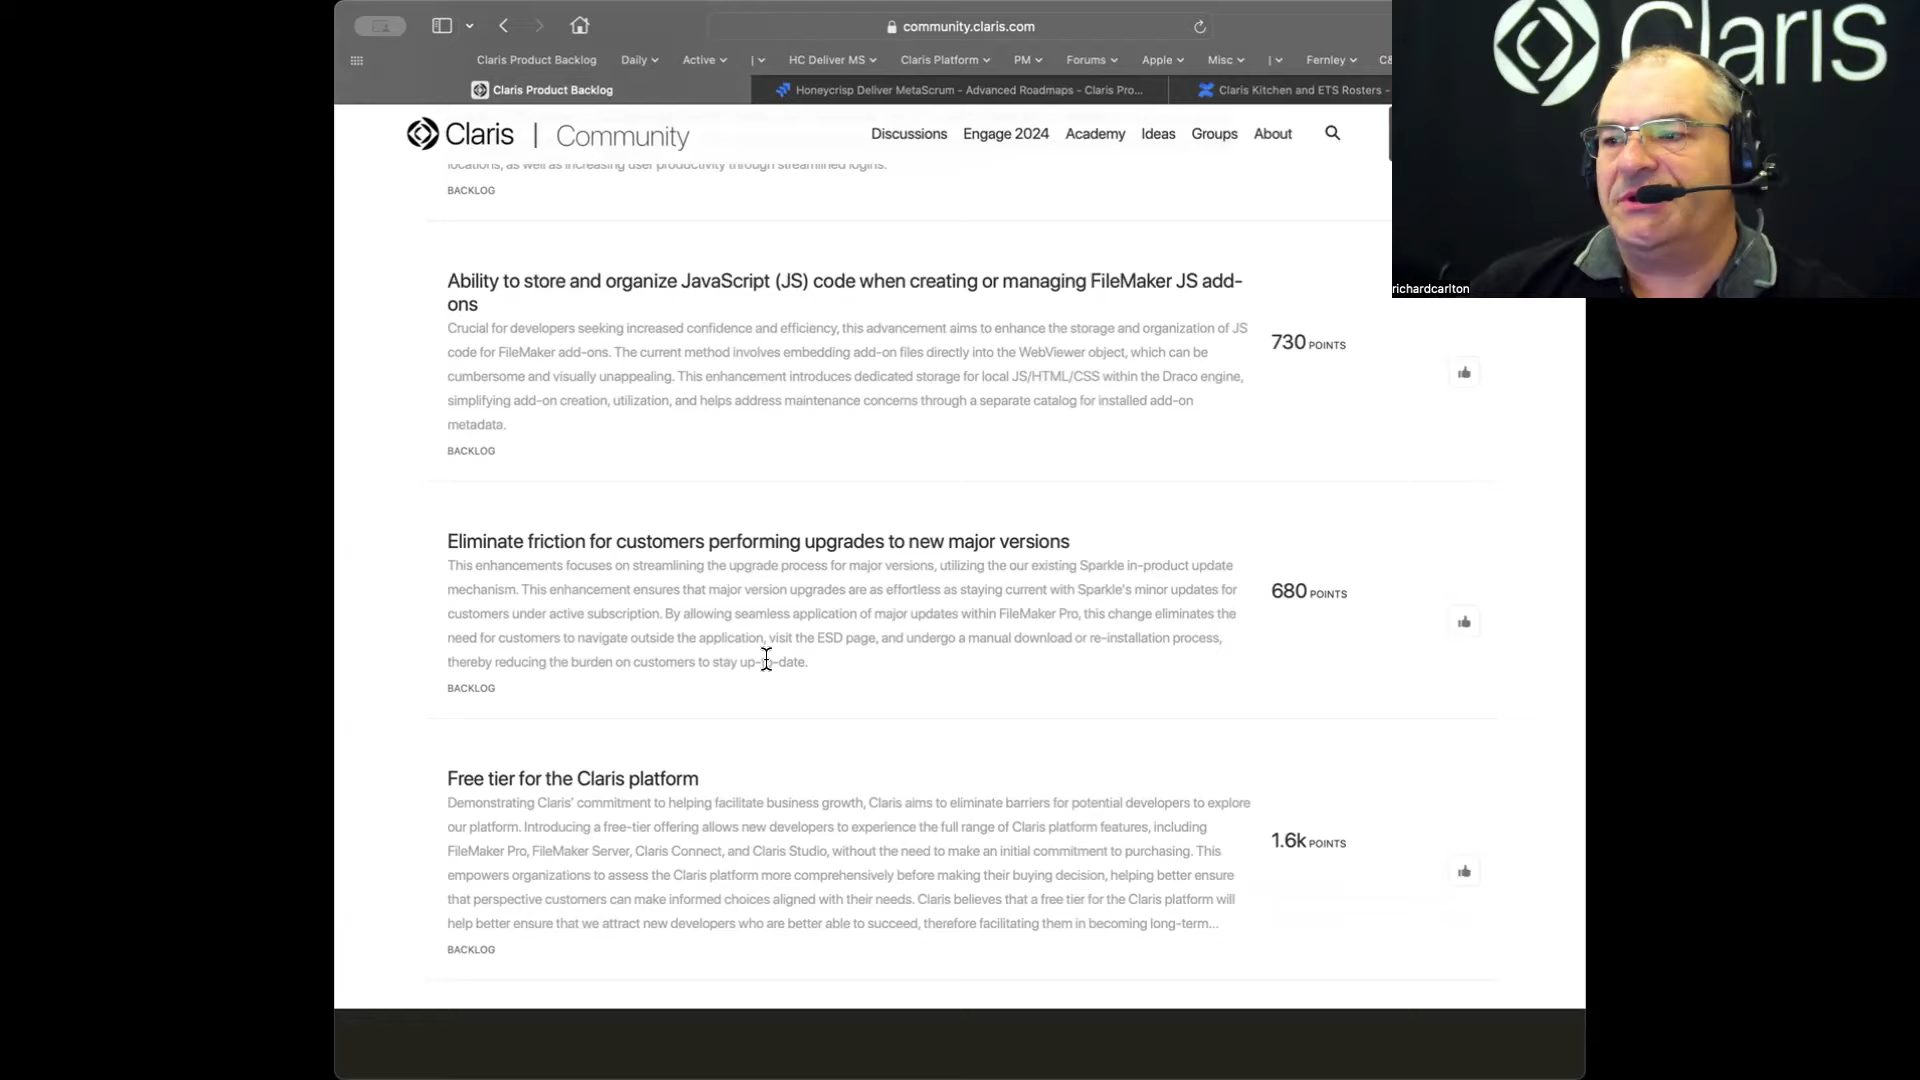 community.claris.com
Claris Product Backlog
Daily
Active
HC Deliver MS
Claris Platform
PM
Forums
Apple
Misc
Fernley
Claris Product Backlog
Honeycrisp Deliver MetaScrum - Advanced Roadmaps - Claris Pro...
Claris Kitchen and ETS Rosters -
Claris
richardcarlton
Claris | Community
Discussions
Engage 2024
Academy
Ideas
Groups
About
locations, as well as increasing user productivity through streamlined logins.
BACKLOG
Ability to store and organize JavaScript (JS) code when creating or managing FileMaker JS add-
ons
Crucial for developers seeking increased confidence and efficiency, this advancement aims to enhance the storage and organization of JS
code for FileMaker add-ons. The current method involves embedding add-on files directly into the WebViewer object, which can be
cumbersome and visually unappealing. This enhancement introduces dedicated storage for local JS/HTML/CSS within the Draco engine,
simplifying add-on creation, utilization, and helps address maintenance concerns through a separate catalog for installed add-on
metadata.
BACKLOG
730 POINTS
Eliminate friction for customers performing upgrades to new major versions
This enhancements focuses on streamlining the upgrade process for major versions, utilizing the our existing Sparkle in-product update
mechanism. This enhancement ensures that major version upgrades are as effortless as staying current with Sparkle's minor updates for
customers under active subscription. By allowing seamless application of major updates within FileMaker Pro, this change eliminates the
need for customers to navigate outside the application, visit the ESD page, and undergo a manual download or re-installation process,
thereby reducing the burden on customers to stay up-to-date.
BACKLOG
680 POINTS
Free tier for the Claris platform
Demonstrating Claris' commitment to helping facilitate business growth, Claris aims to eliminate barriers for potential developers to explore
our platform. Introducing a free-tier offering allows new developers to experience the full range of Claris platform features, including
FileMaker Pro, FileMaker Server, Claris Connect, and Claris Studio, without the need to make an initial commitment to purchasing. This
empowers organizations to assess the Claris platform more comprehensively before making their buying decision, helping better ensure
that perspective customers can make informed choices aligned with their needs. Claris believes that a free tier for the Claris platform will
help better ensure that we attract new developers who are better able to succeed, therefore facilitating them in becoming long-term...
BACKLOG
1.6k POINTS